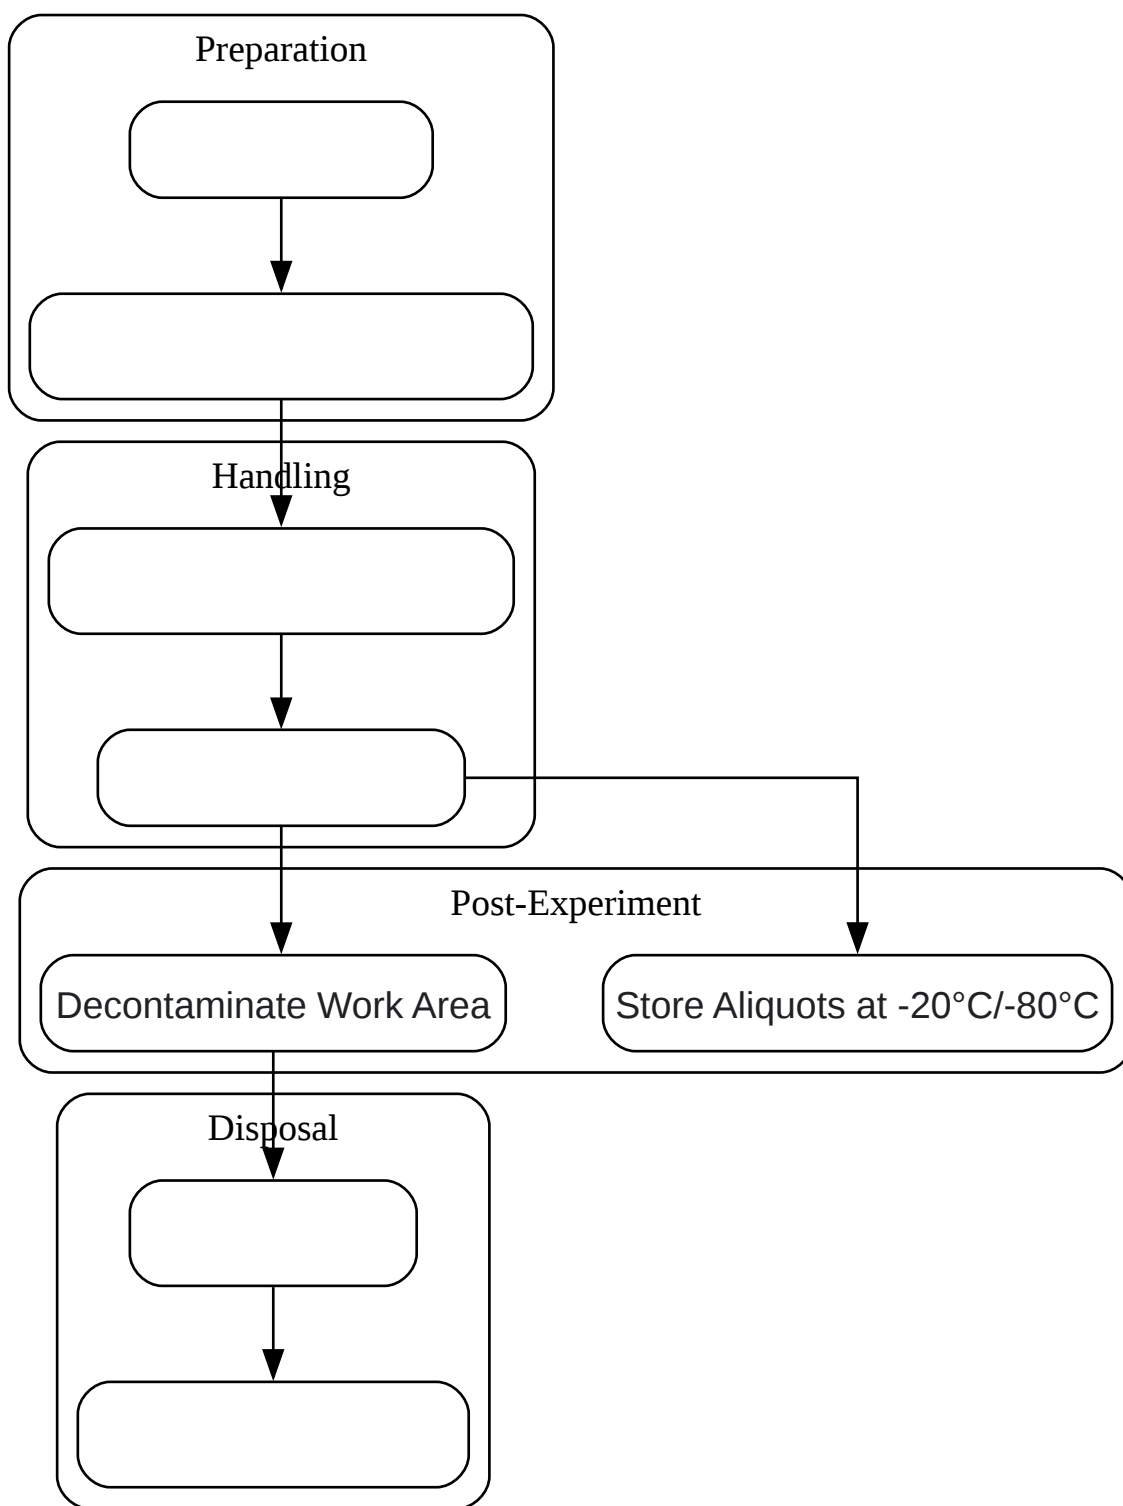 Preparation
Handling
Post-Experiment
Decontaminate Work Area
Store Aliquots at -20°C/-80°C
Disposal